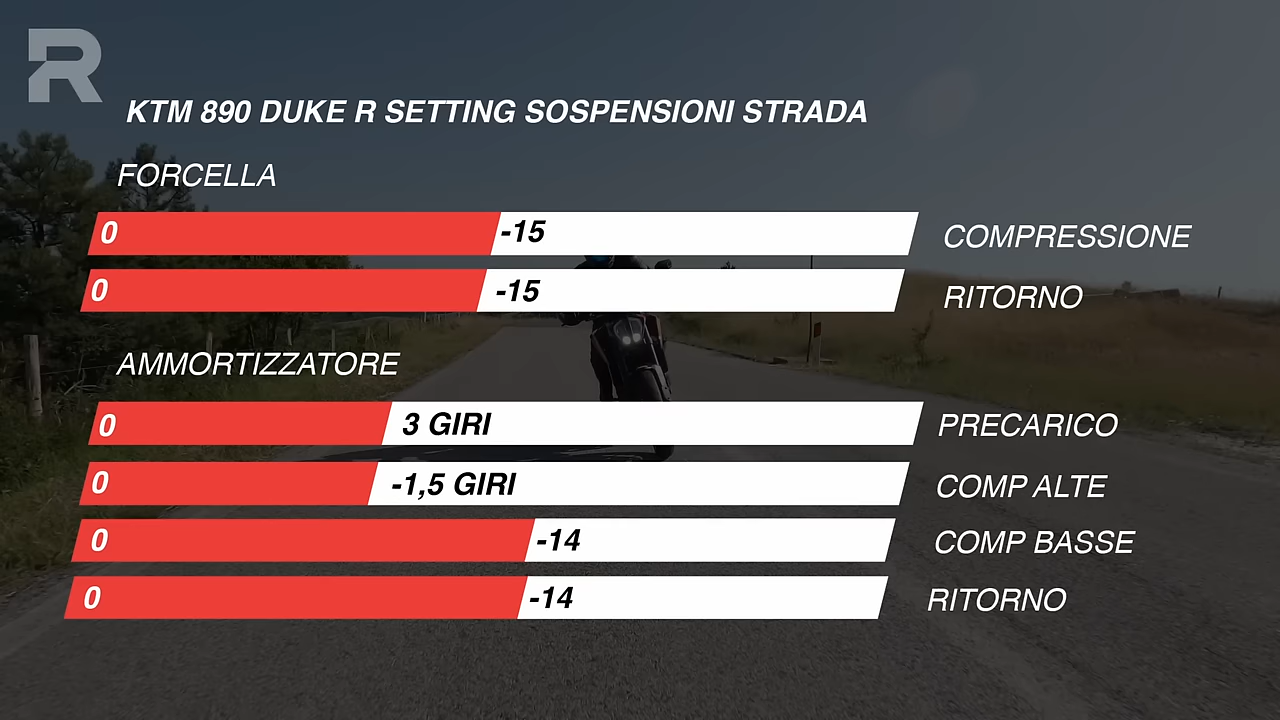 R
KTM 890 DUKE R SETTING SOSPENSIONI STRADA
FORCELLA
0 -15 COMPRESSIONE
0 -15 RITORNO
AMMORTIZZATORE
0 3 GIRI PRECARICO
0 -1,5 GIRI COMP ALTE
0 -14 COMP BASSE
0 -14 RITORNO